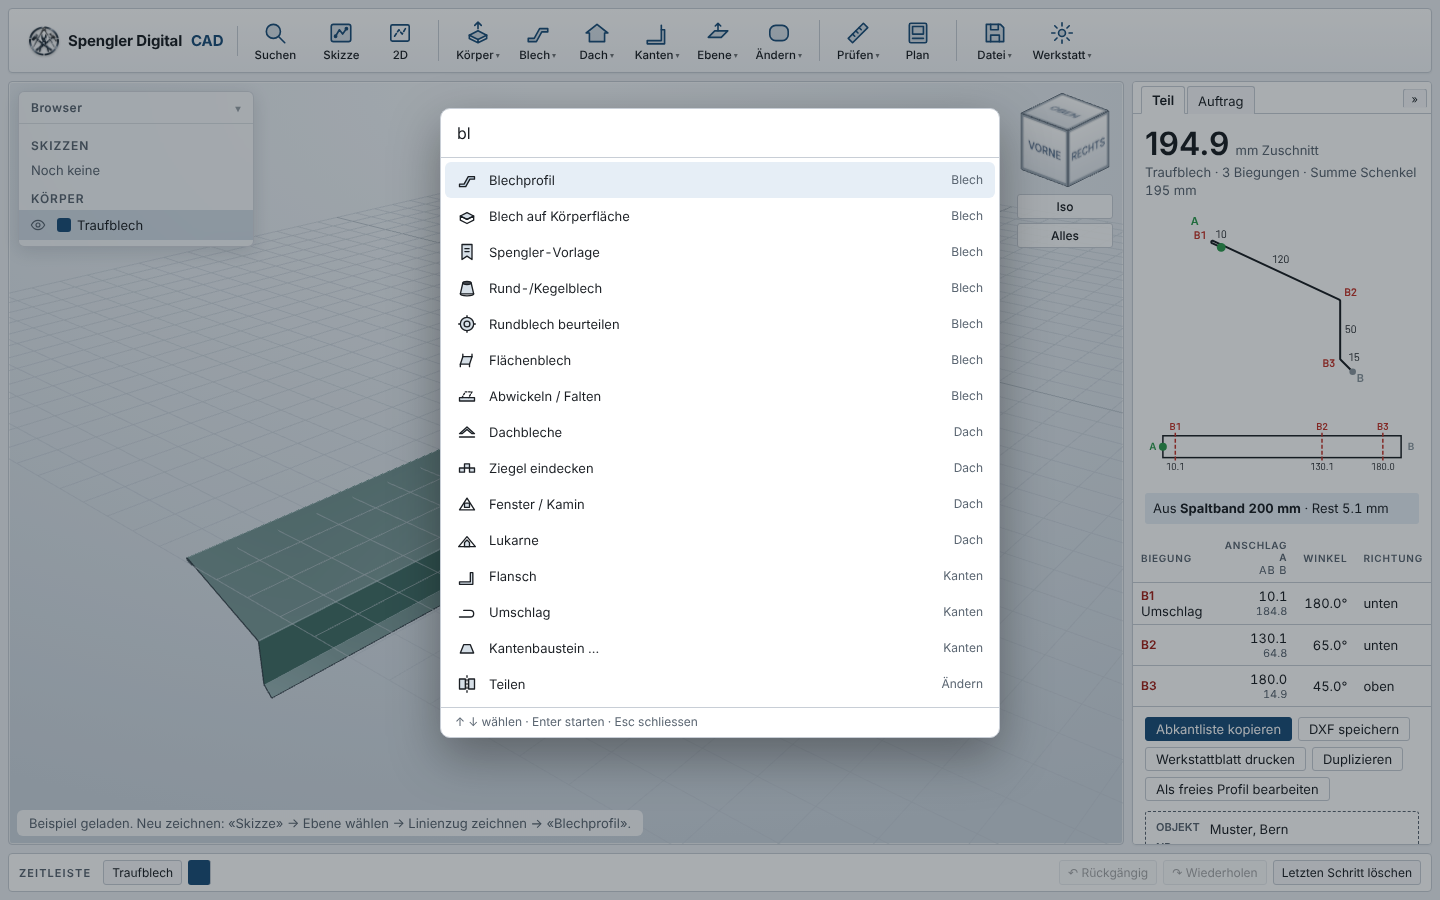 Spengler Digital CAD
Suchen
Skizze
2D
Körper
Blech
Dach
Kanten
Ebene
Ändern
Prüfen
Plan
Datei
Werkstatt
Browser
SKIZZEN
Noch keine
KÖRPER
Traufblech
bl
Blechprofil Blech
Blech auf Körperfläche Blech
Spengler-Vorlage Blech
Rund-/Kegelblech Blech
Rundblech beurteilen Blech
Flächenblech Blech
Abwickeln / Falten Blech
Dachbleche Dach
Ziegel eindecken Dach
Fenster / Kamin Dach
Lukarne Dach
Flansch Kanten
Umschlag Kanten
Kantenbaustein ... Kanten
Teilen Ändern
↑ ↓ wählen · Enter starten · Esc schliessen
OBEN
VORNE
RECHTS
Iso
Alles
Teil
Auftrag
»
194.9 mm Zuschnitt
Traufblech · 3 Biegungen · Summe Schenkel
195 mm
A
B1 10
120
B2
50
15
B3
B
B1 B2 B3
A B
10.1 130.1 180.0
Aus Spaltband 200 mm · Rest 5.1 mm
BIEGUNG ANSCHLAG A AB B WINKEL RICHTUNG
B1 Umschlag 10.1 184.8 180.0° unten
B2 130.1 64.8 65.0° unten
B3 180.0 14.9 45.0° oben
Abkantliste kopieren
DXF speichern
Werkstattblatt drucken
Duplizieren
Als freies Profil bearbeiten
OBJEKT Muster, Bern
Beispiel geladen. Neu zeichnen: «Skizze» → Ebene wählen → Linienzug zeichnen → «Blechprofil».
ZEITLEISTE
Traufblech
↶ Rückgängig
↷ Wiederholen
Letzten Schritt löschen